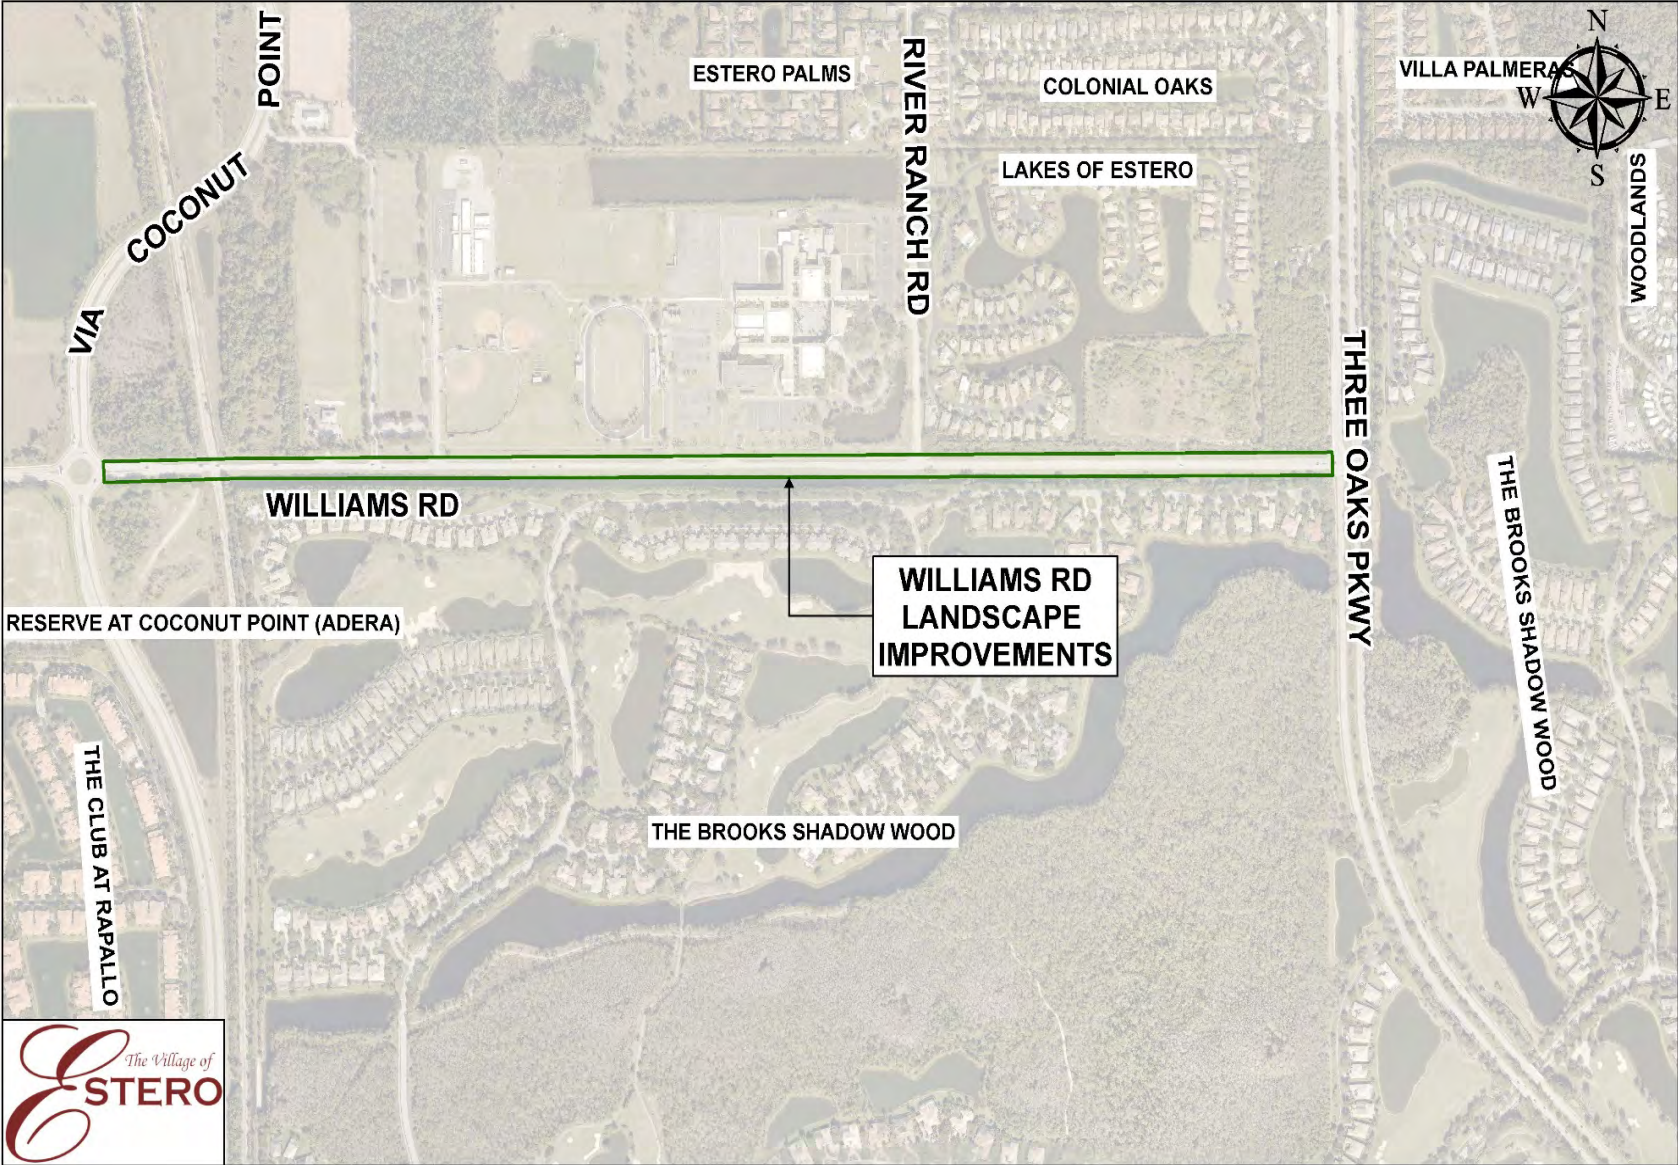 POINT
COCONUT
VIA
ESTERO PALMS
RIVER RANCH RD
COLONIAL OAKS
LAKES OF ESTERO
VILLA PALMERAS
N
W
E
S
WOODLANDS
THREE OAKS PKWY
WILLIAMS RD
WILLIAMS RD
LANDSCAPE
IMPROVEMENTS
THE BROOKS SHADOW WOOD
RESERVE AT COCONUT POINT (ADERA)
THE CLUB AT RAPALLO
THE BROOKS SHADOW WOOD
The Village of
ESTERO